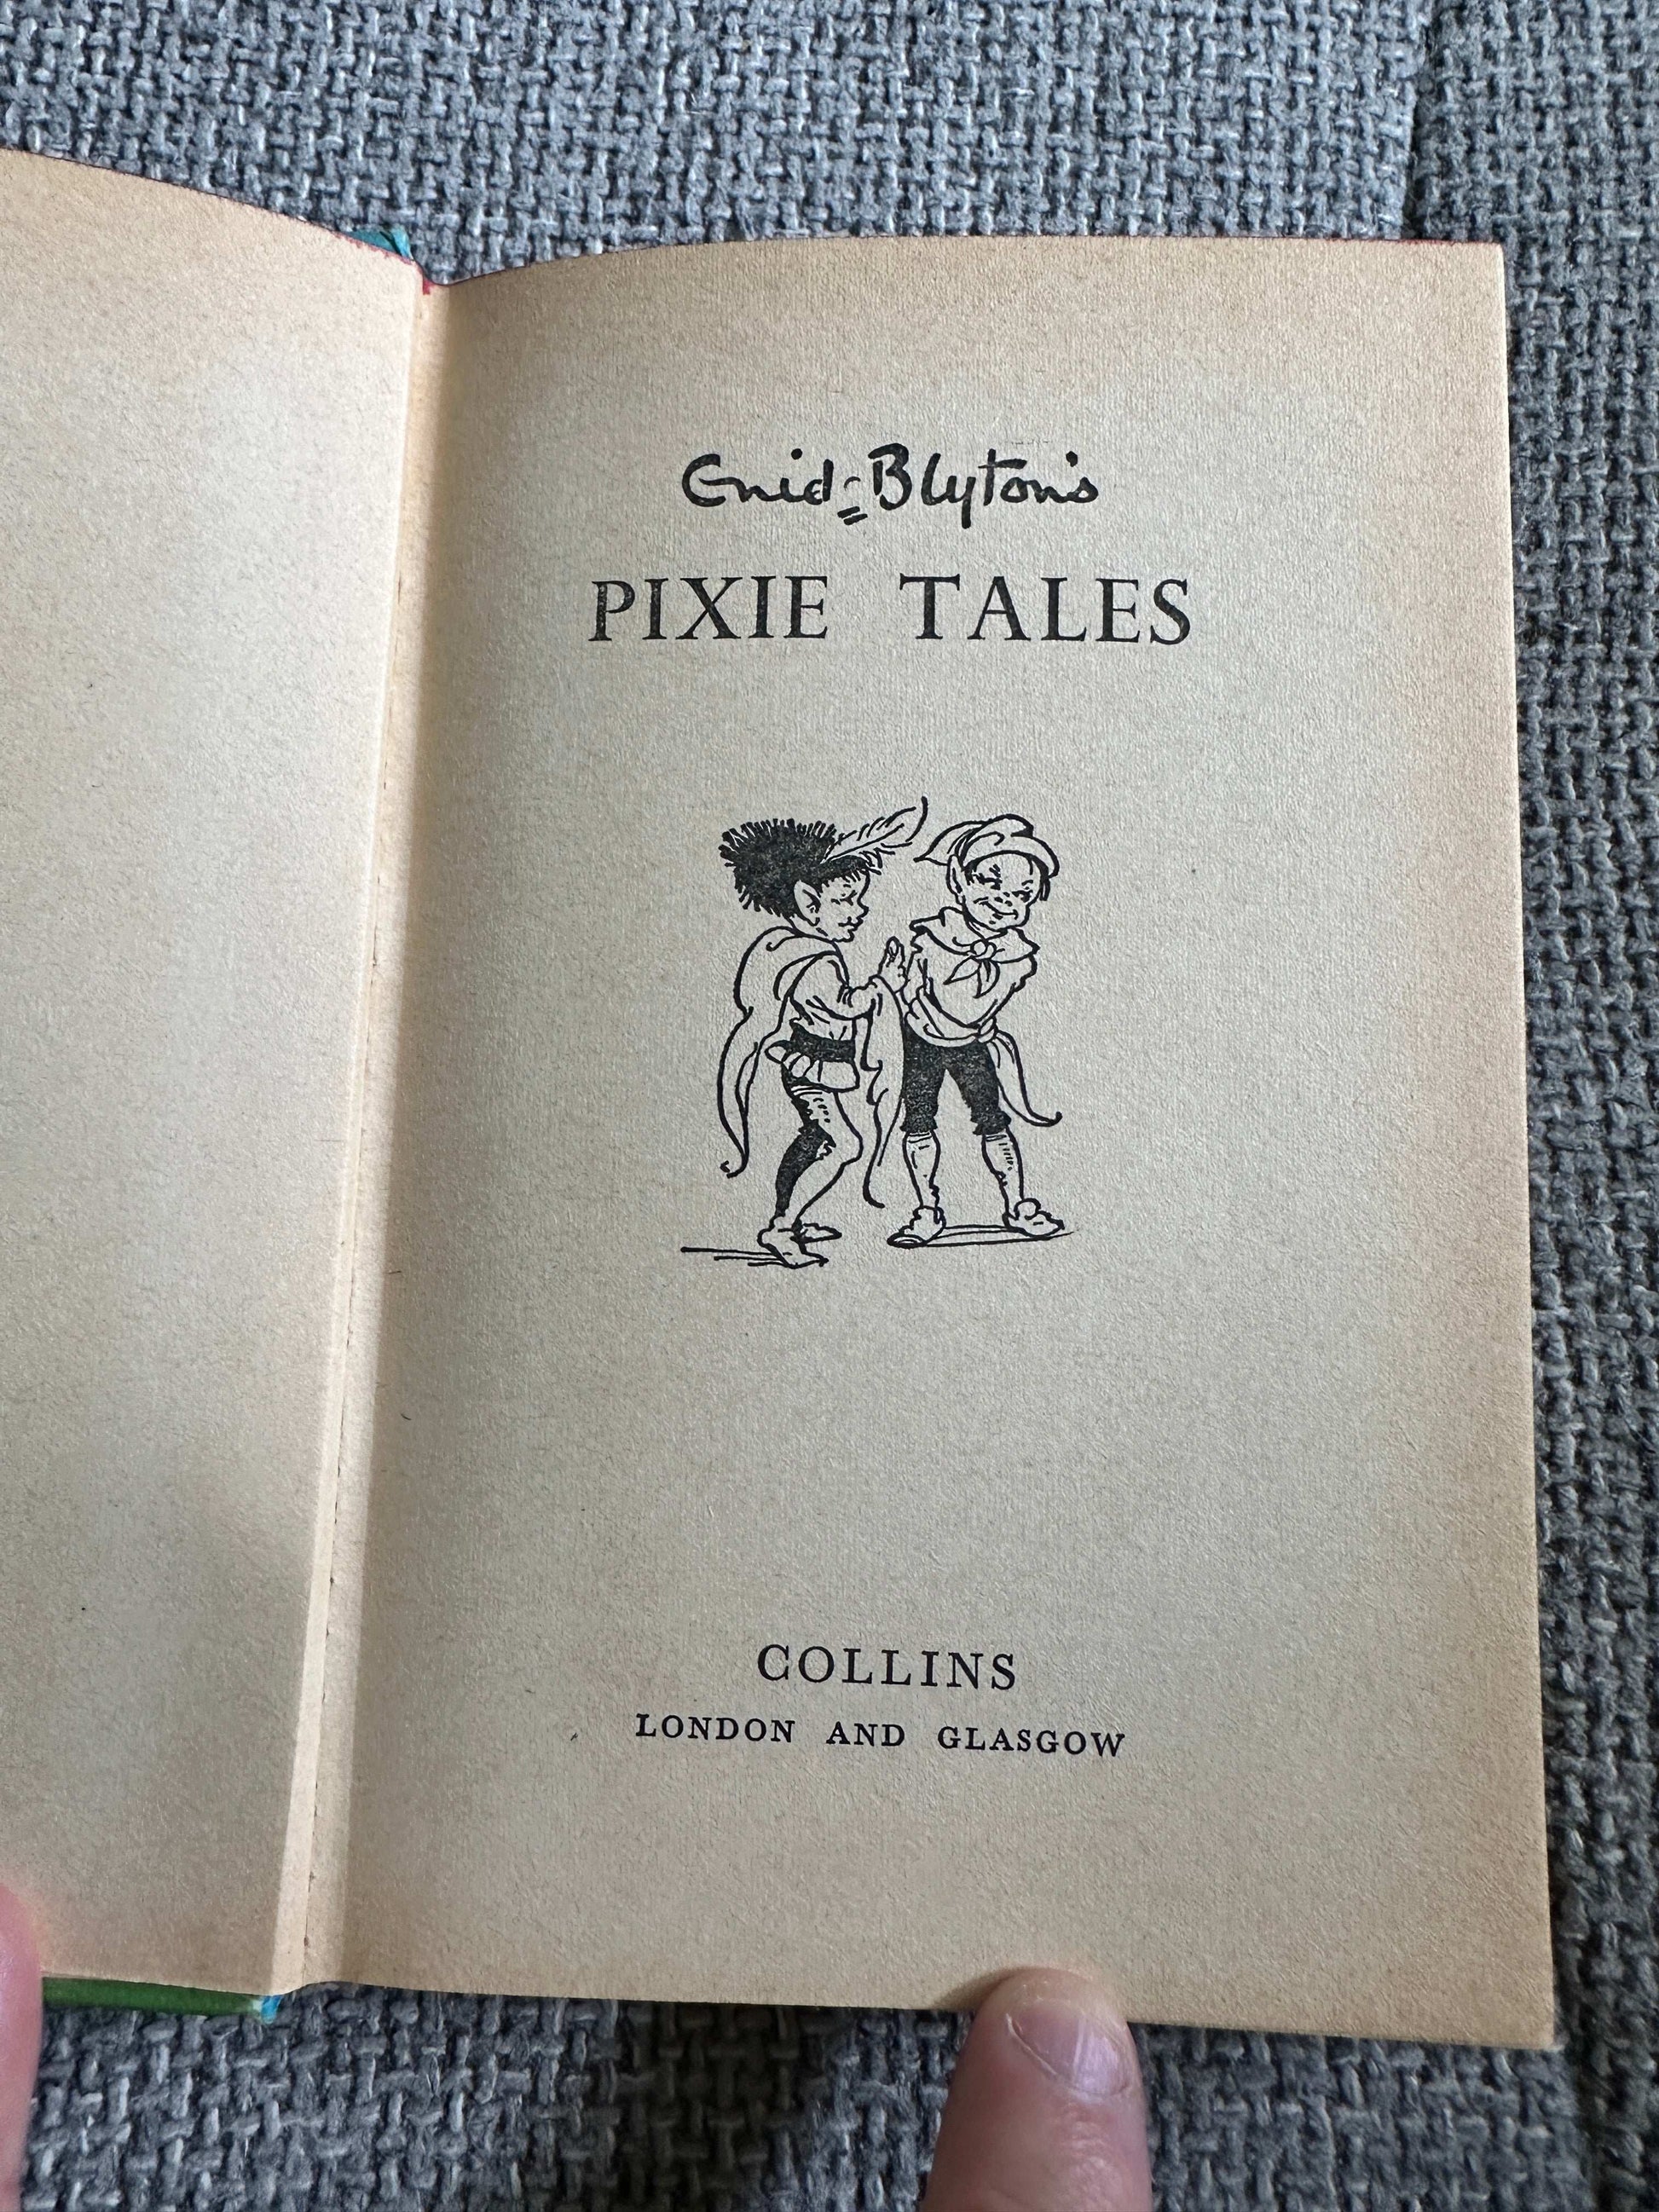 Enid Blyton's
PIXIE TALES
COLLINS
LONDON AND GLASGOW